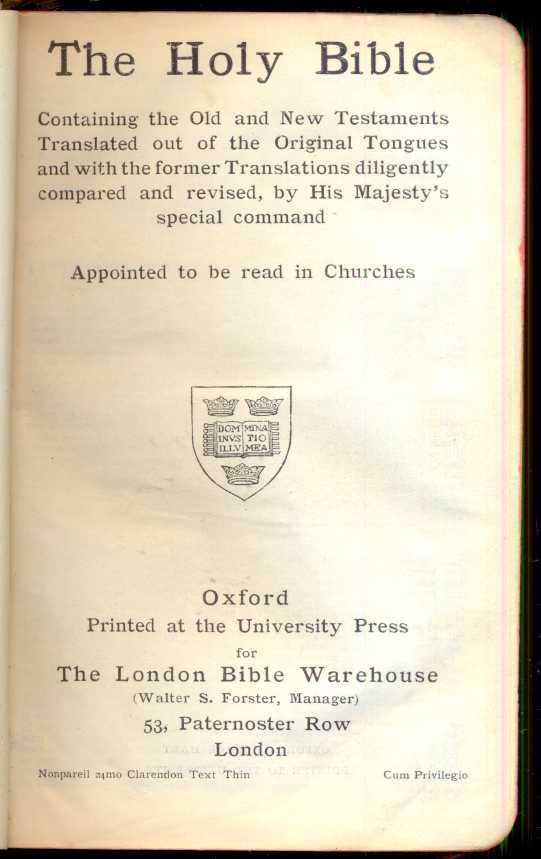 The Holy Bible
Containing the Old and New Testaments
Translated out of the Original Tongues
and with the former Translations diligently
compared and revised, by His Majesty's
special command
Appointed to be read in Churches
DOM MINA
INVS TIO
ILLV MEA
Oxford
Printed at the University Press
for
The London Bible Warehouse
(Walter S. Forster, Manager)
53, Paternoster Row
London
Nonpareil 24mo Clarendon Text Thin Cum Privilegio